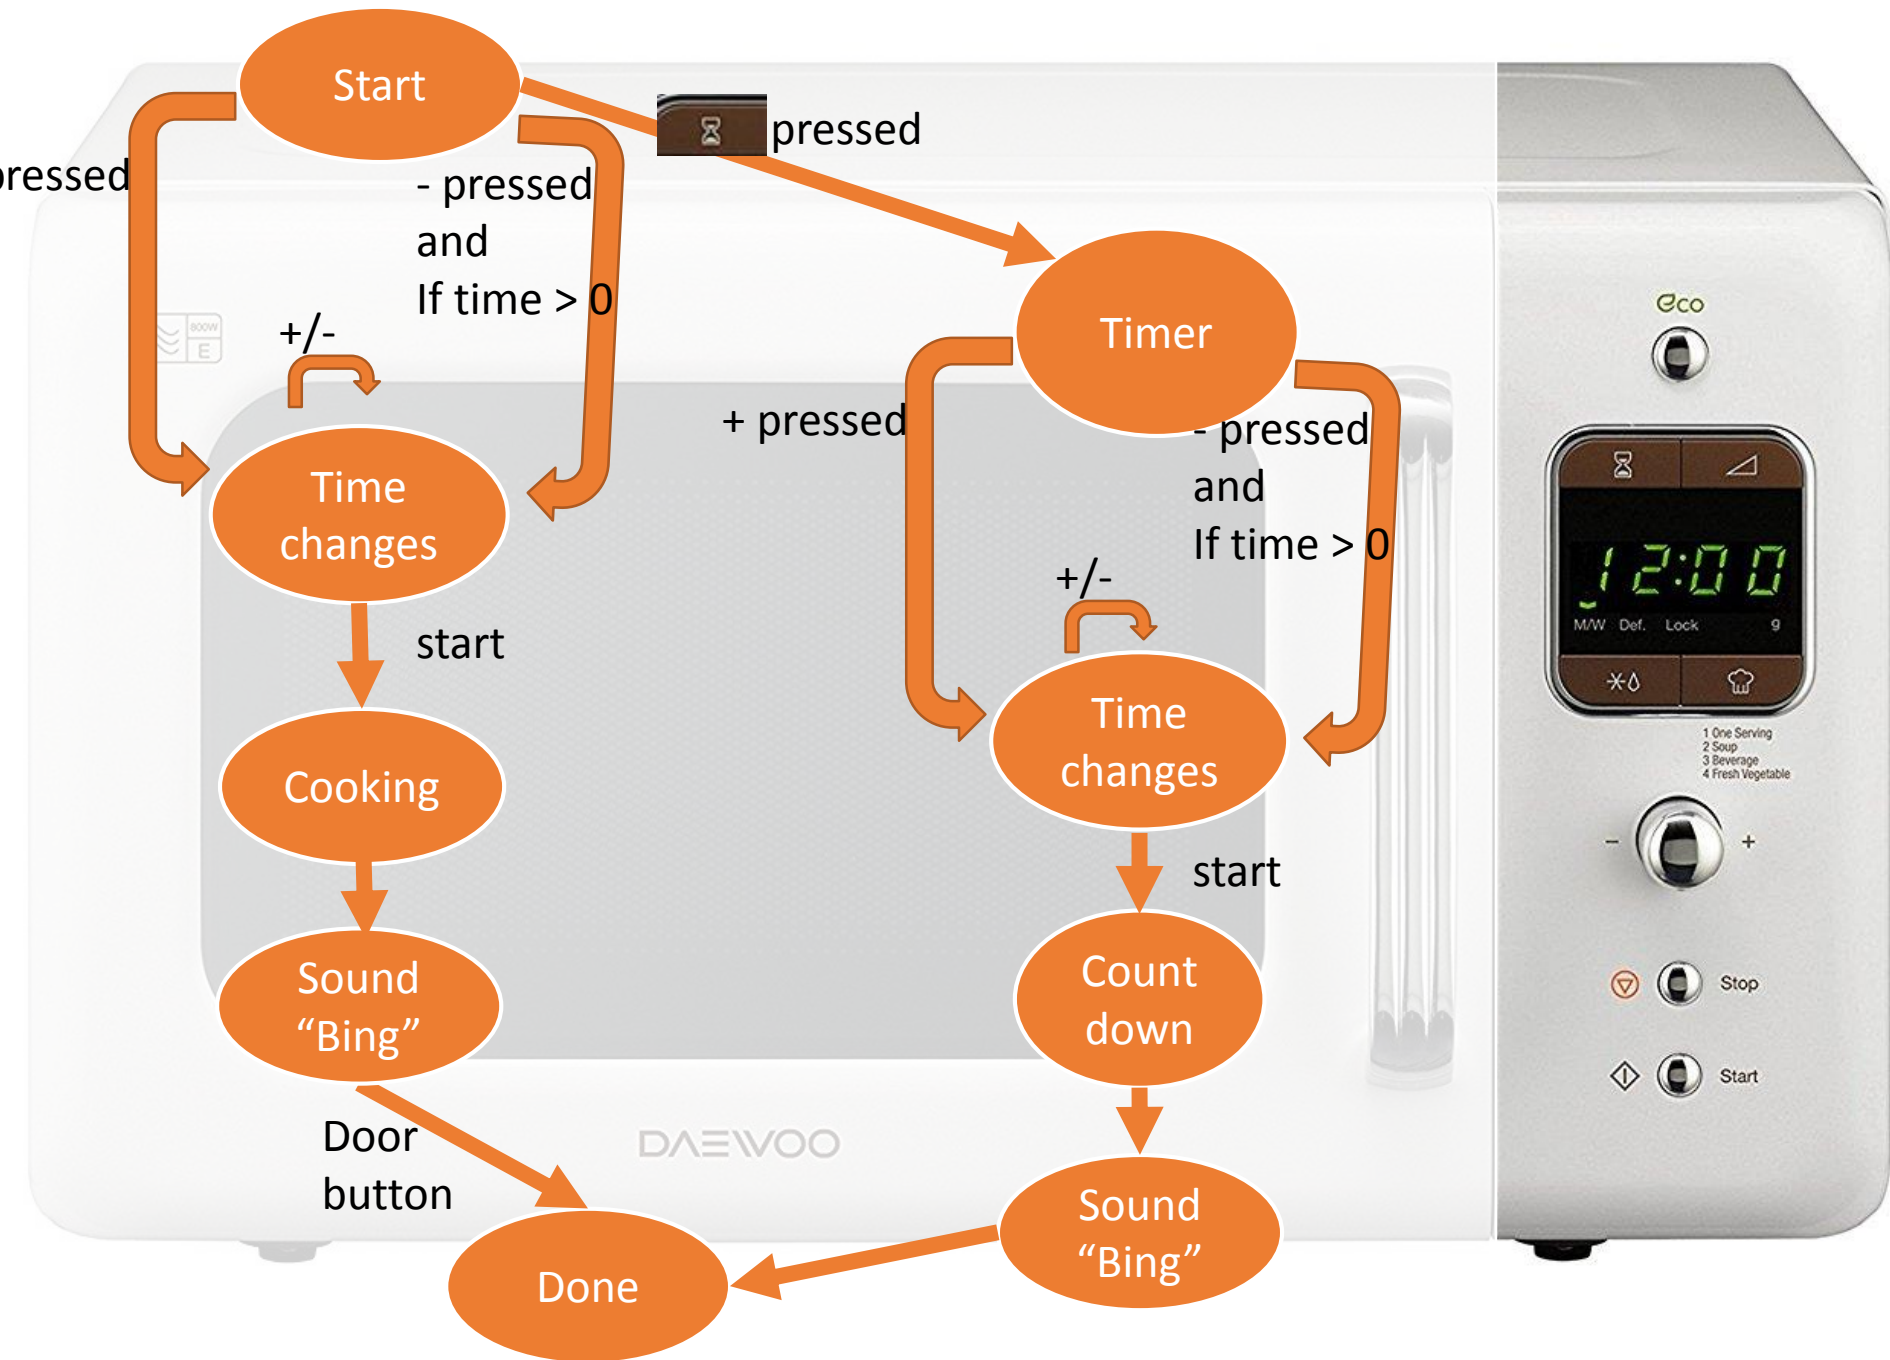 Start
pressed
pressed
- pressed
and
If time > 0
+/-
800W
E
Time
changes
start
Cooking
Sound
“Bing”
Door
button
Done
Timer
+ pressed
- pressed
and
If time > 0
+/-
Time
changes
start
Count
down
Sound
“Bing”
DAEWOO
eco
12:00
M/W Def. Lock g
1 One Serving
2 Soup
3 Beverage
4 Fresh Vegetable
- +
Stop
Start